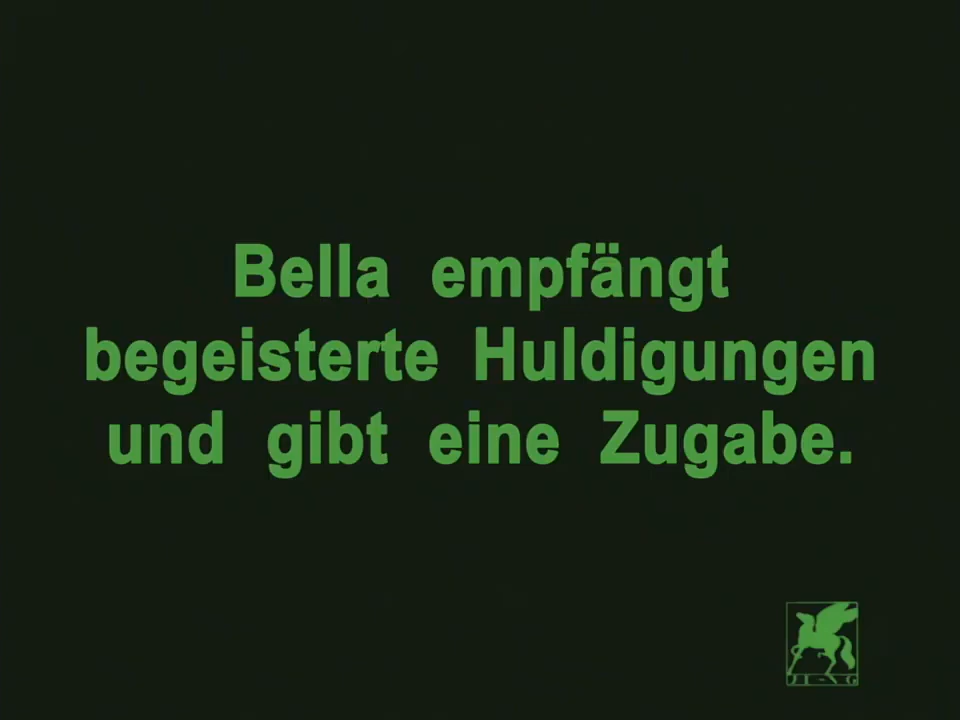 Bella empfängt
begeisterte Huldigungen
und gibt eine Zugabe.